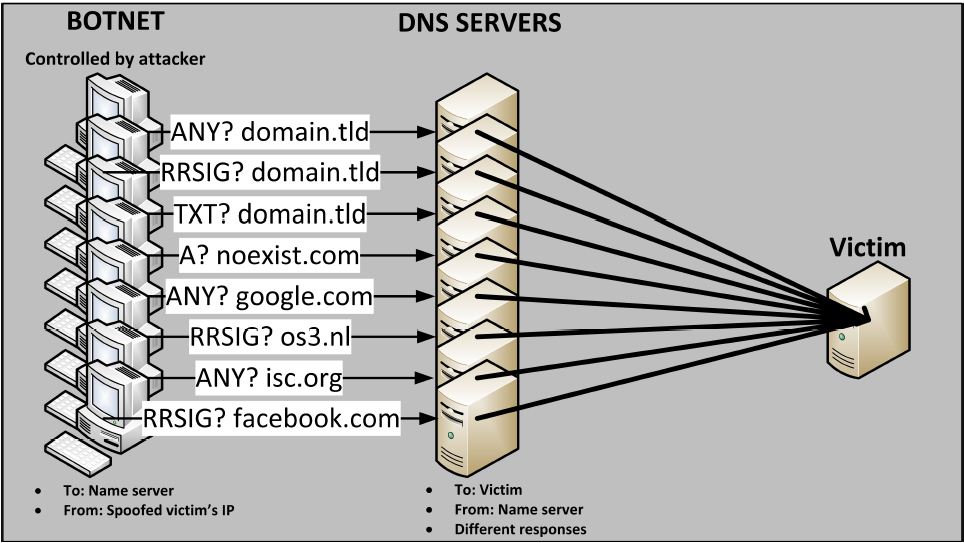 BOTNET
DNS SERVERS
Controlled by attacker
ANY? domain.tld
RRSIG? domain.tld
TXT? domain.tld
A? noexist.com
ANY? google.com
RRSIG? os3.nl
ANY? isc.org
RRSIG? facebook.com
Victim
• To: Name server
• From: Spoofed victim's IP
• To: Victim
• From: Name server
• Different responses